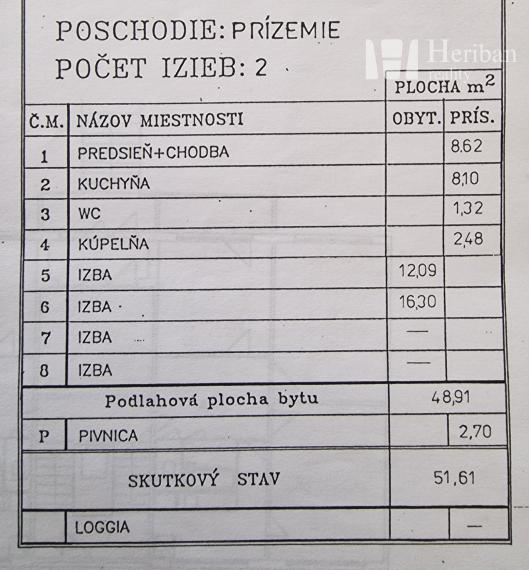 POSCHODIE: PRÍZEMIE
POČET IZIEB: 2
Heriban
reality
PLOCHA m²
Č.M. NÁZOV MIESTNOSTI OBYT. PRÍS.
1 PREDSIEŇ+CHODBA 8,62
2 KUCHYŇA 8,10
3 WC 1,32
4 KÚPELŇA 2,48
5 IZBA 12,09
6 IZBA 16,30
7 IZBA —
8 IZBA —
Podlahová plocha bytu 48,91
P PIVNICA 2,70
SKUTKOVÝ STAV 51,61
LOGGIA —